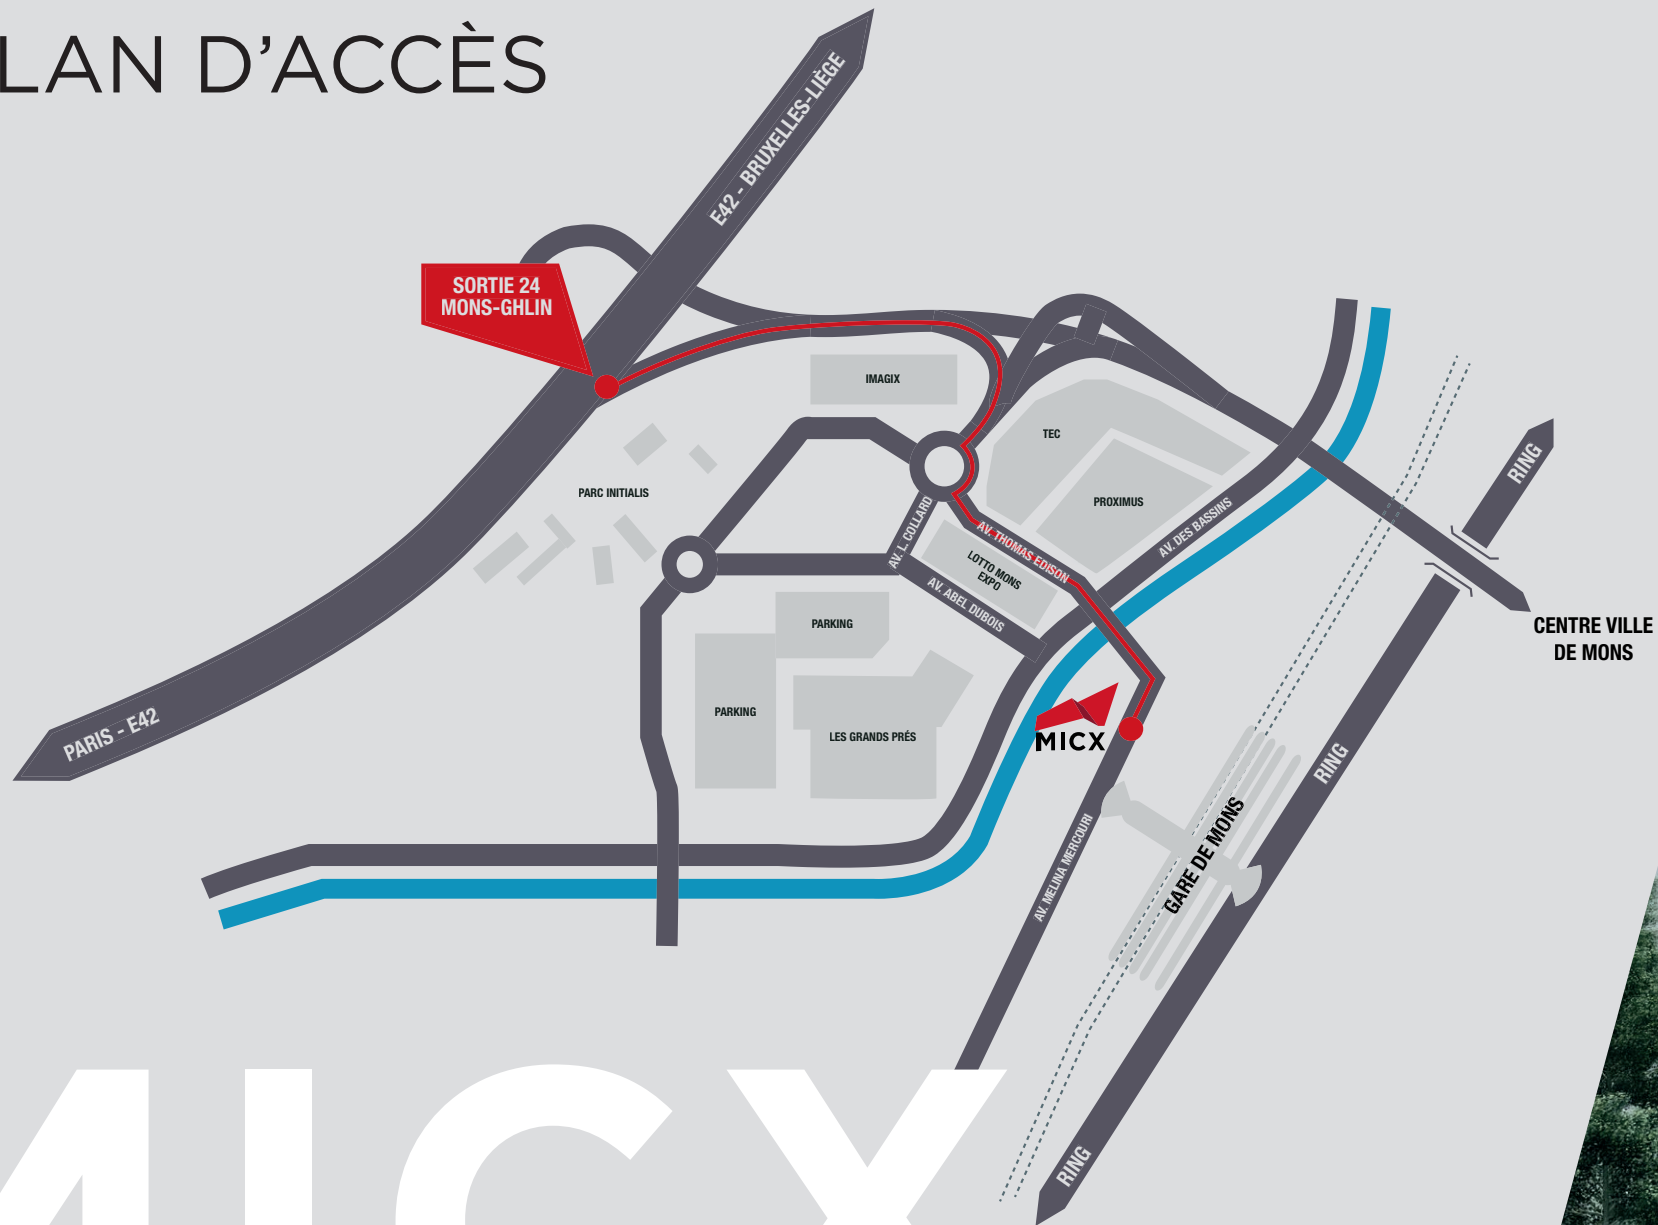 LAN D'ACCÈS
E42 - BRUXELLES-LIÈGE
SORTIE 24
MONS-GHLIN
IMAGIX
TEC
PARC INITIALIS
PROXIMUS
RING
AV. L. COLLARD
AV. THOMAS EDISON
AV. DES BASSINS
LOTTO MONS
EXPO
AV. ABEL DUBOIS
PARKING
CENTRE VILLE
DE MONS
PARIS - E42
PARKING
LES GRANDS PRÉS
MICX
RING
GARE DE MONS
AV. MELINA MERCOURI
RING
MICX